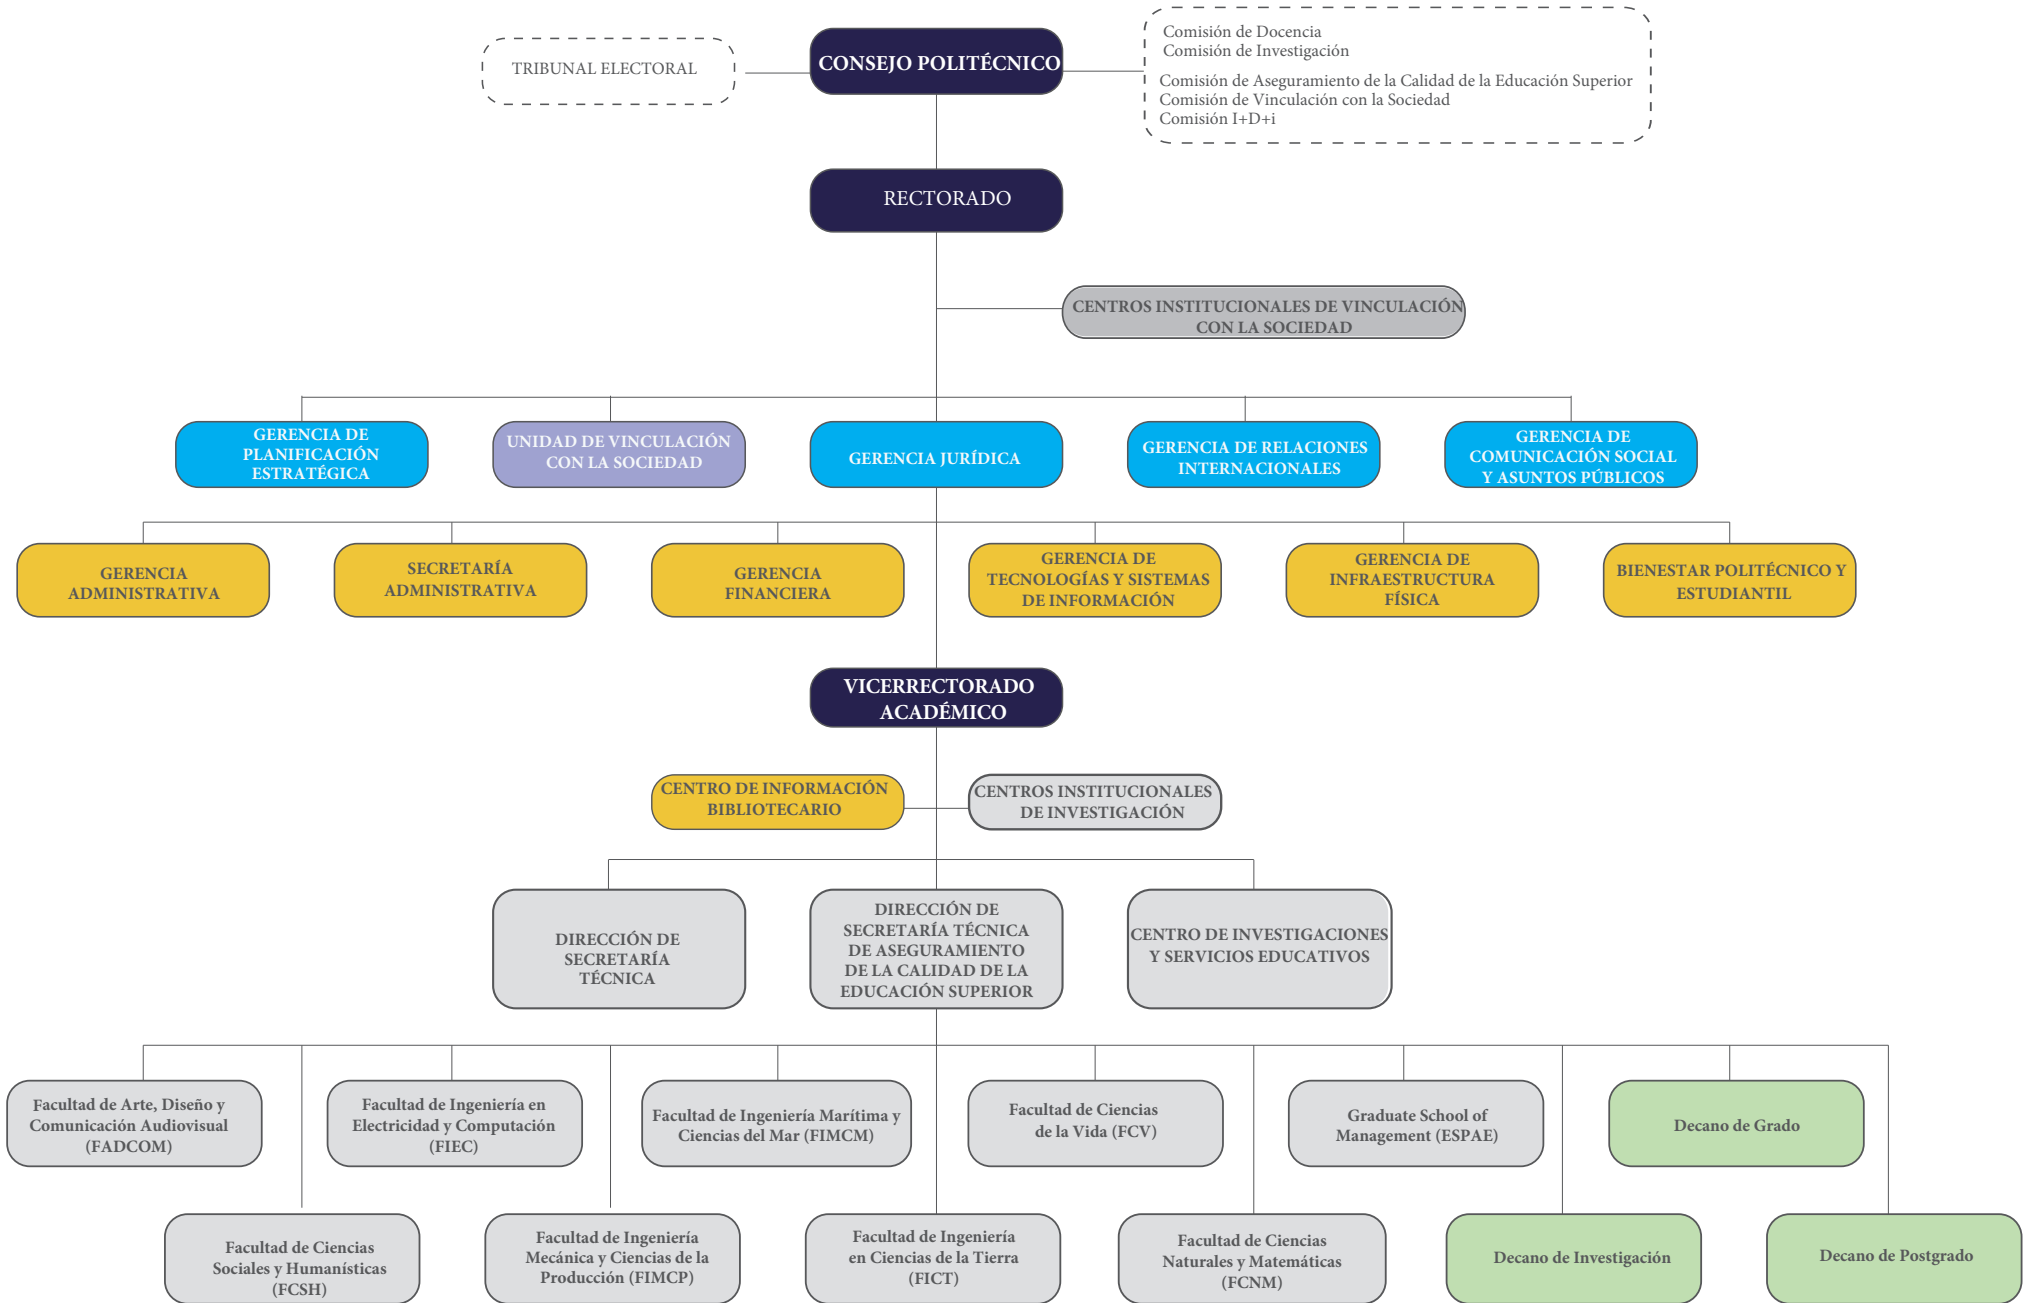 TRIBUNAL ELECTORAL
CONSEJO POLITÉCNICO
Comisión de Docencia
Comisión de Investigación
Comisión de Aseguramiento de la Calidad de la Educación Superior
Comisión de Vinculación con la Sociedad
Comisión I+D+i
RECTORADO
CENTROS INSTITUCIONALES DE VINCULACIÓN
CON LA SOCIEDAD
GERENCIA DE
PLANIFICACIÓN
ESTRATÉGICA
UNIDAD DE VINCULACIÓN
CON LA SOCIEDAD
GERENCIA JURÍDICA
GERENCIA DE RELACIONES
INTERNACIONALES
GERENCIA DE
COMUNICACIÓN SOCIAL
Y ASUNTOS PÚBLICOS
GERENCIA
ADMINISTRATIVA
SECRETARÍA
ADMINISTRATIVA
GERENCIA
FINANCIERA
GERENCIA DE
TECNOLOGÍAS Y SISTEMAS
DE INFORMACIÓN
GERENCIA DE
INFRAESTRUCTURA
FÍSICA
BIENESTAR POLITÉCNICO Y
ESTUDIANTIL
VICERRECTORADO
ACADÉMICO
CENTRO DE INFORMACIÓN
BIBLIOTECARIO
CENTROS INSTITUCIONALES
DE INVESTIGACIÓN
DIRECCIÓN DE
SECRETARÍA
TÉCNICA
DIRECCIÓN DE
SECRETARÍA TÉCNICA
DE ASEGURAMIENTO
DE LA CALIDAD DE LA
EDUCACIÓN SUPERIOR
CENTRO DE INVESTIGACIONES
Y SERVICIOS EDUCATIVOS
Facultad de Arte, Diseño y
Comunicación Audiovisual
(FADCOM)
Facultad de Ingeniería en
Electricidad y Computación
(FIEC)
Facultad de Ingeniería Marítima y
Ciencias del Mar (FIMCM)
Facultad de Ciencias
de la Vida (FCV)
Graduate School of
Management (ESPAE)
Decano de Grado
Facultad de Ciencias
Sociales y Humanísticas
(FCSH)
Facultad de Ingeniería
Mecánica y Ciencias de la
Producción (FIMCP)
Facultad de Ingeniería
en Ciencias de la Tierra
(FICT)
Facultad de Ciencias
Naturales y Matemáticas
(FCNM)
Decano de Investigación
Decano de Postgrado